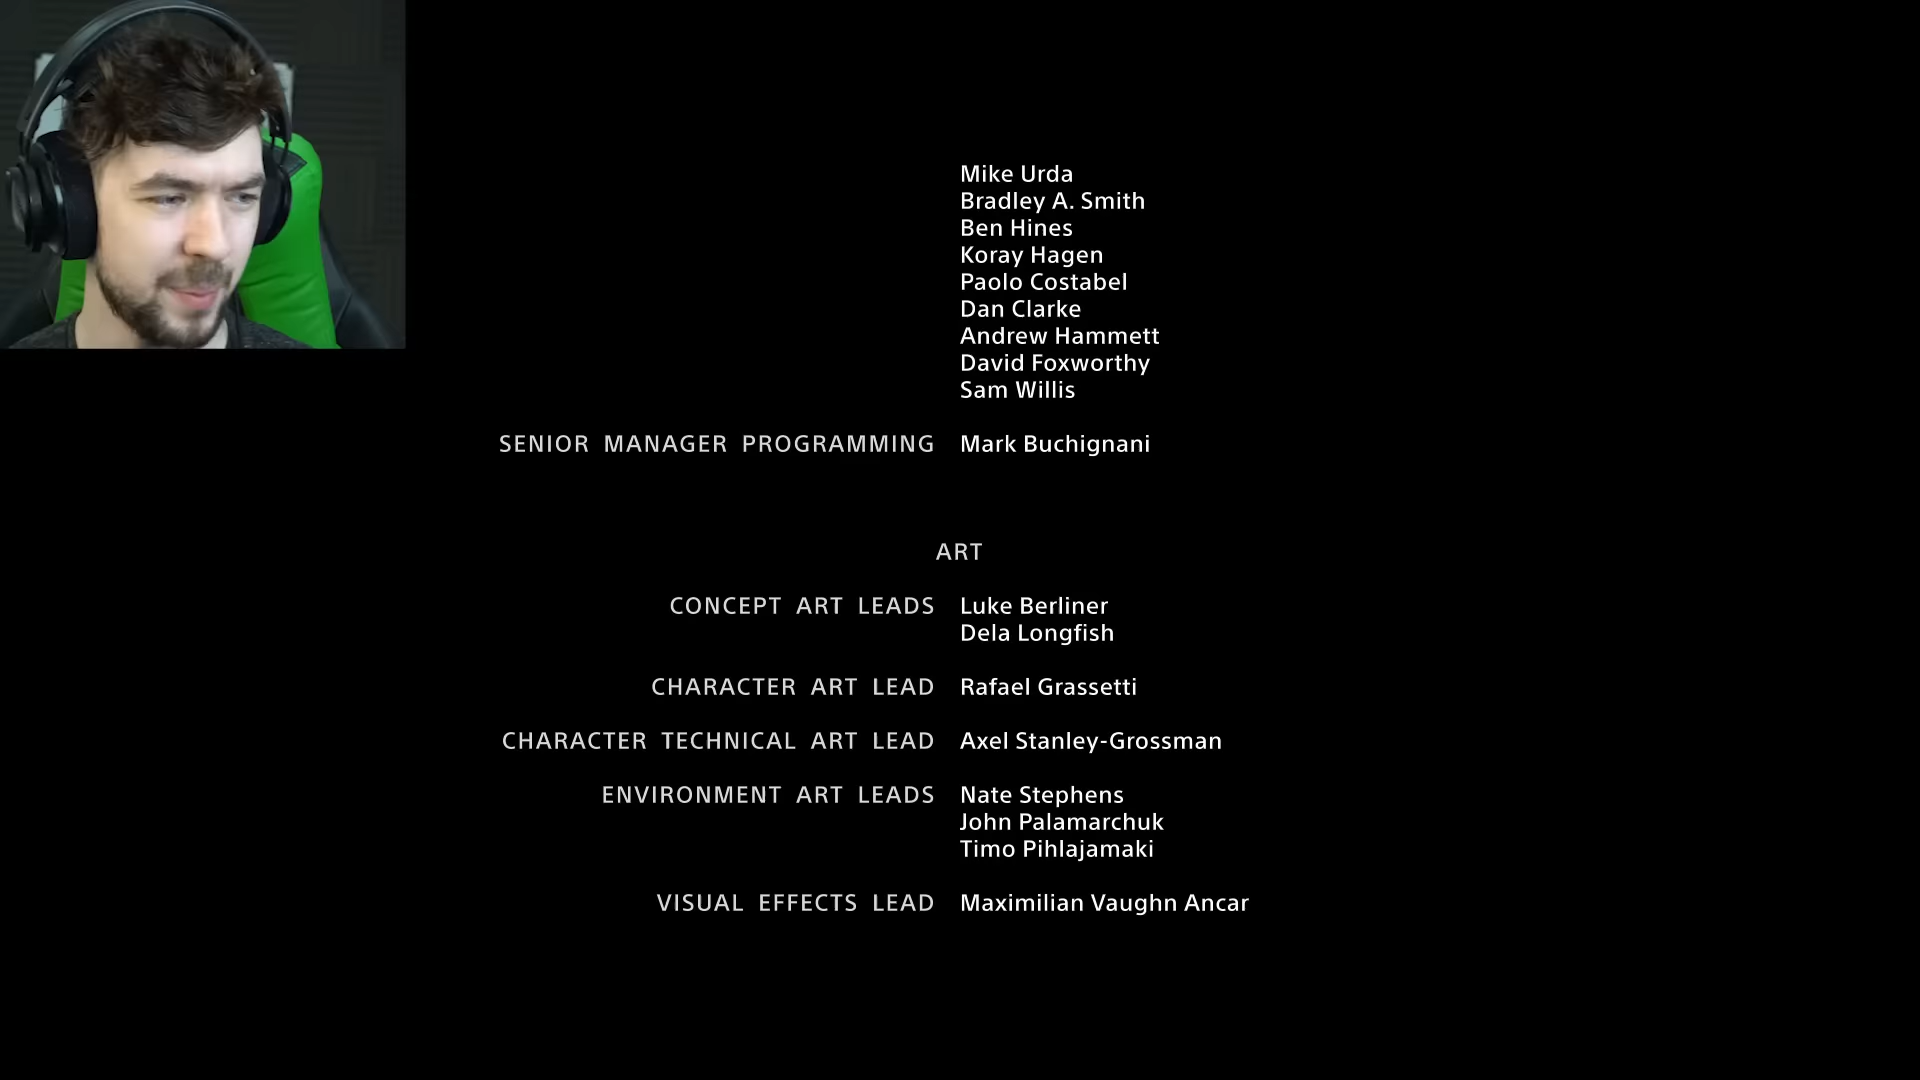 Mike Urda
Bradley A. Smith
Ben Hines
Koray Hagen
Paolo Costabel
Dan Clarke
Andrew Hammett
David Foxworthy
Sam Willis
SENIOR MANAGER PROGRAMMING Mark Buchignani
ART
CONCEPT ART LEADS Luke Berliner
Dela Longfish
CHARACTER ART LEAD Rafael Grassetti
CHARACTER TECHNICAL ART LEAD Axel Stanley-Grossman
ENVIRONMENT ART LEADS Nate Stephens
John Palamarchuk
Timo Pihlajamaki
VISUAL EFFECTS LEAD Maximilian Vaughn Ancar